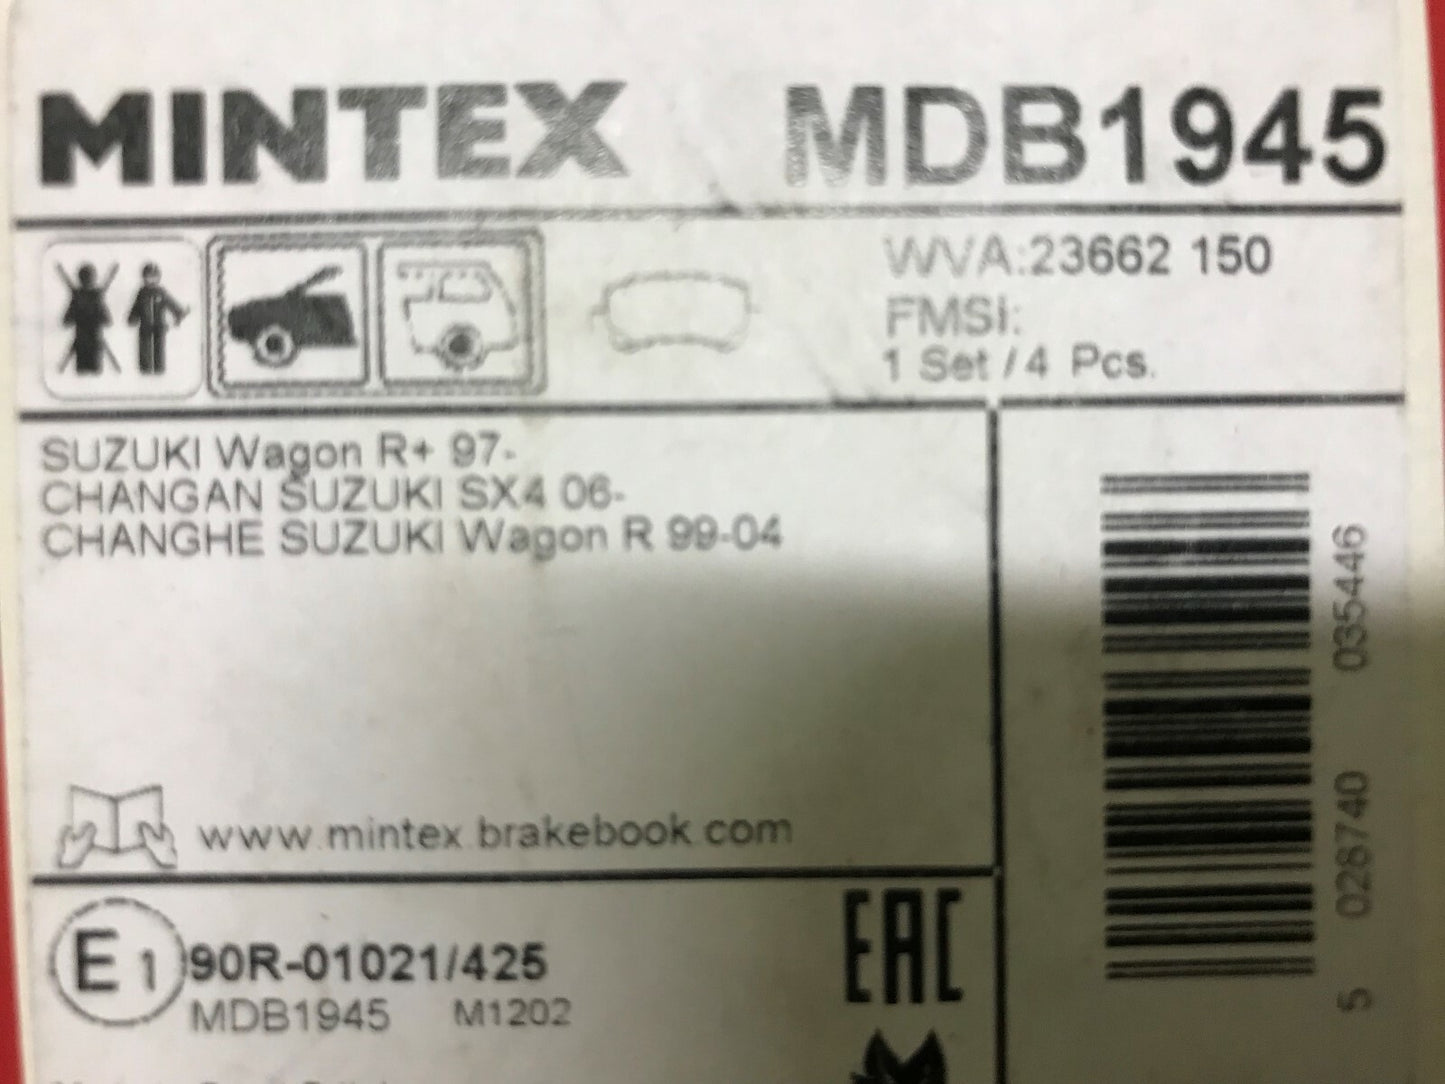 MINTEX MDB1945
WVA:23662 150
FMSI:
1 Set / 4 Pcs.
SUZUKI Wagon R+ 97-
CHANGAN SUZUKI SX4 06-
CHANGHE SUZUKI Wagon R 99-04
www.mintex.brakebook.com
E1 90R-01021/425
MDB1945 M1202
EAC
5 028740 035446